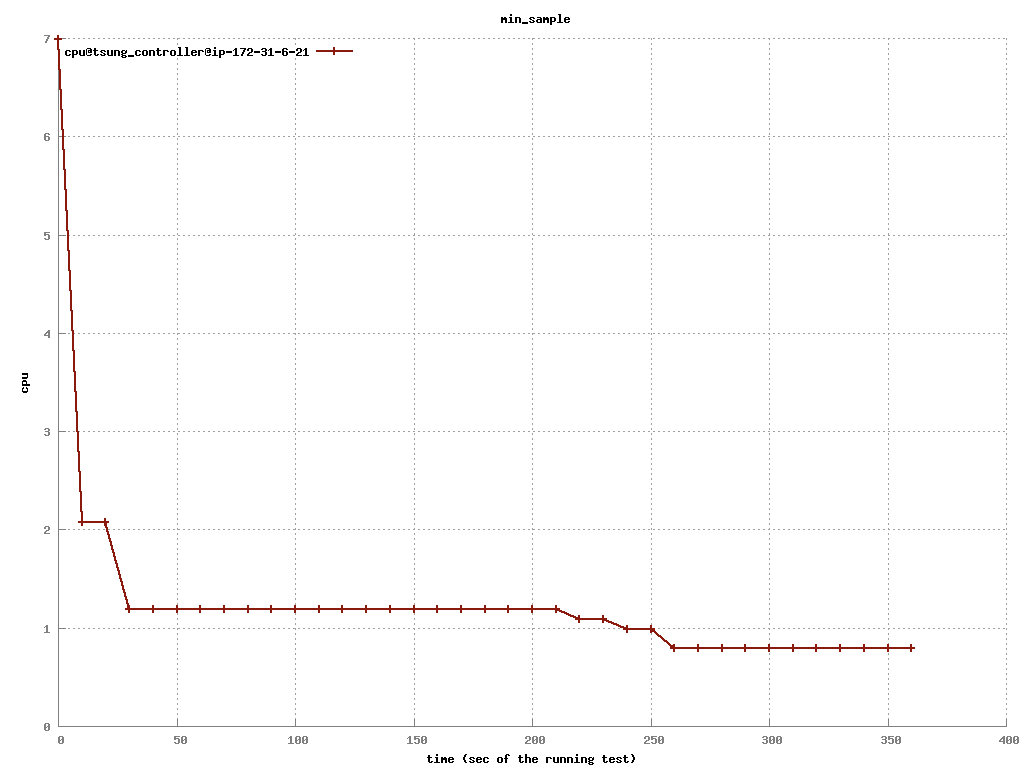 min_sample
cpu@tsung_controller@ip-172-31-6-21
7
6
5
4
3
2
1
0
cpu
0 50 100 150 200 250 300 350 400
time (sec of the running test)